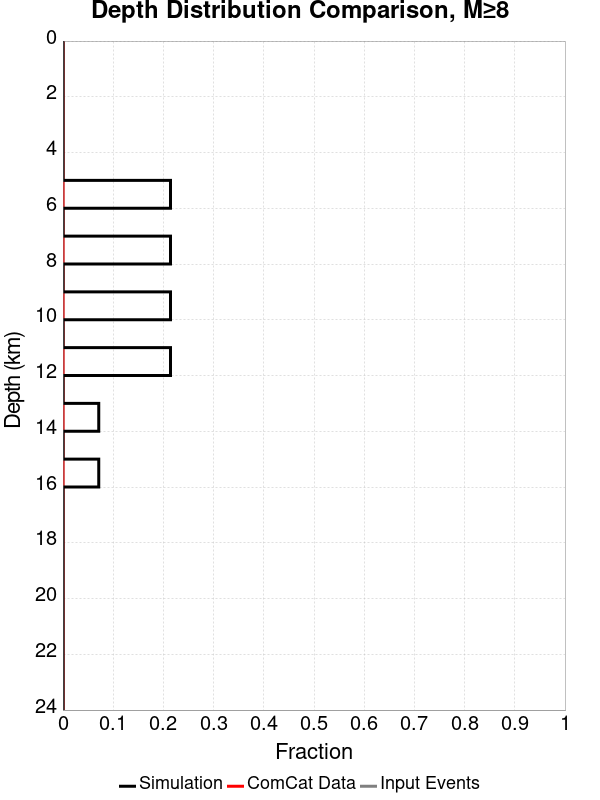 Depth Distribution Comparison, M≥8
0
2
4
6
8
10
12
14
16
18
20
22
24
Depth (km)
0 0.1 0.2 0.3 0.4 0.5 0.6 0.7 0.8 0.9 1
Fraction
Simulation ComCat Data Input Events